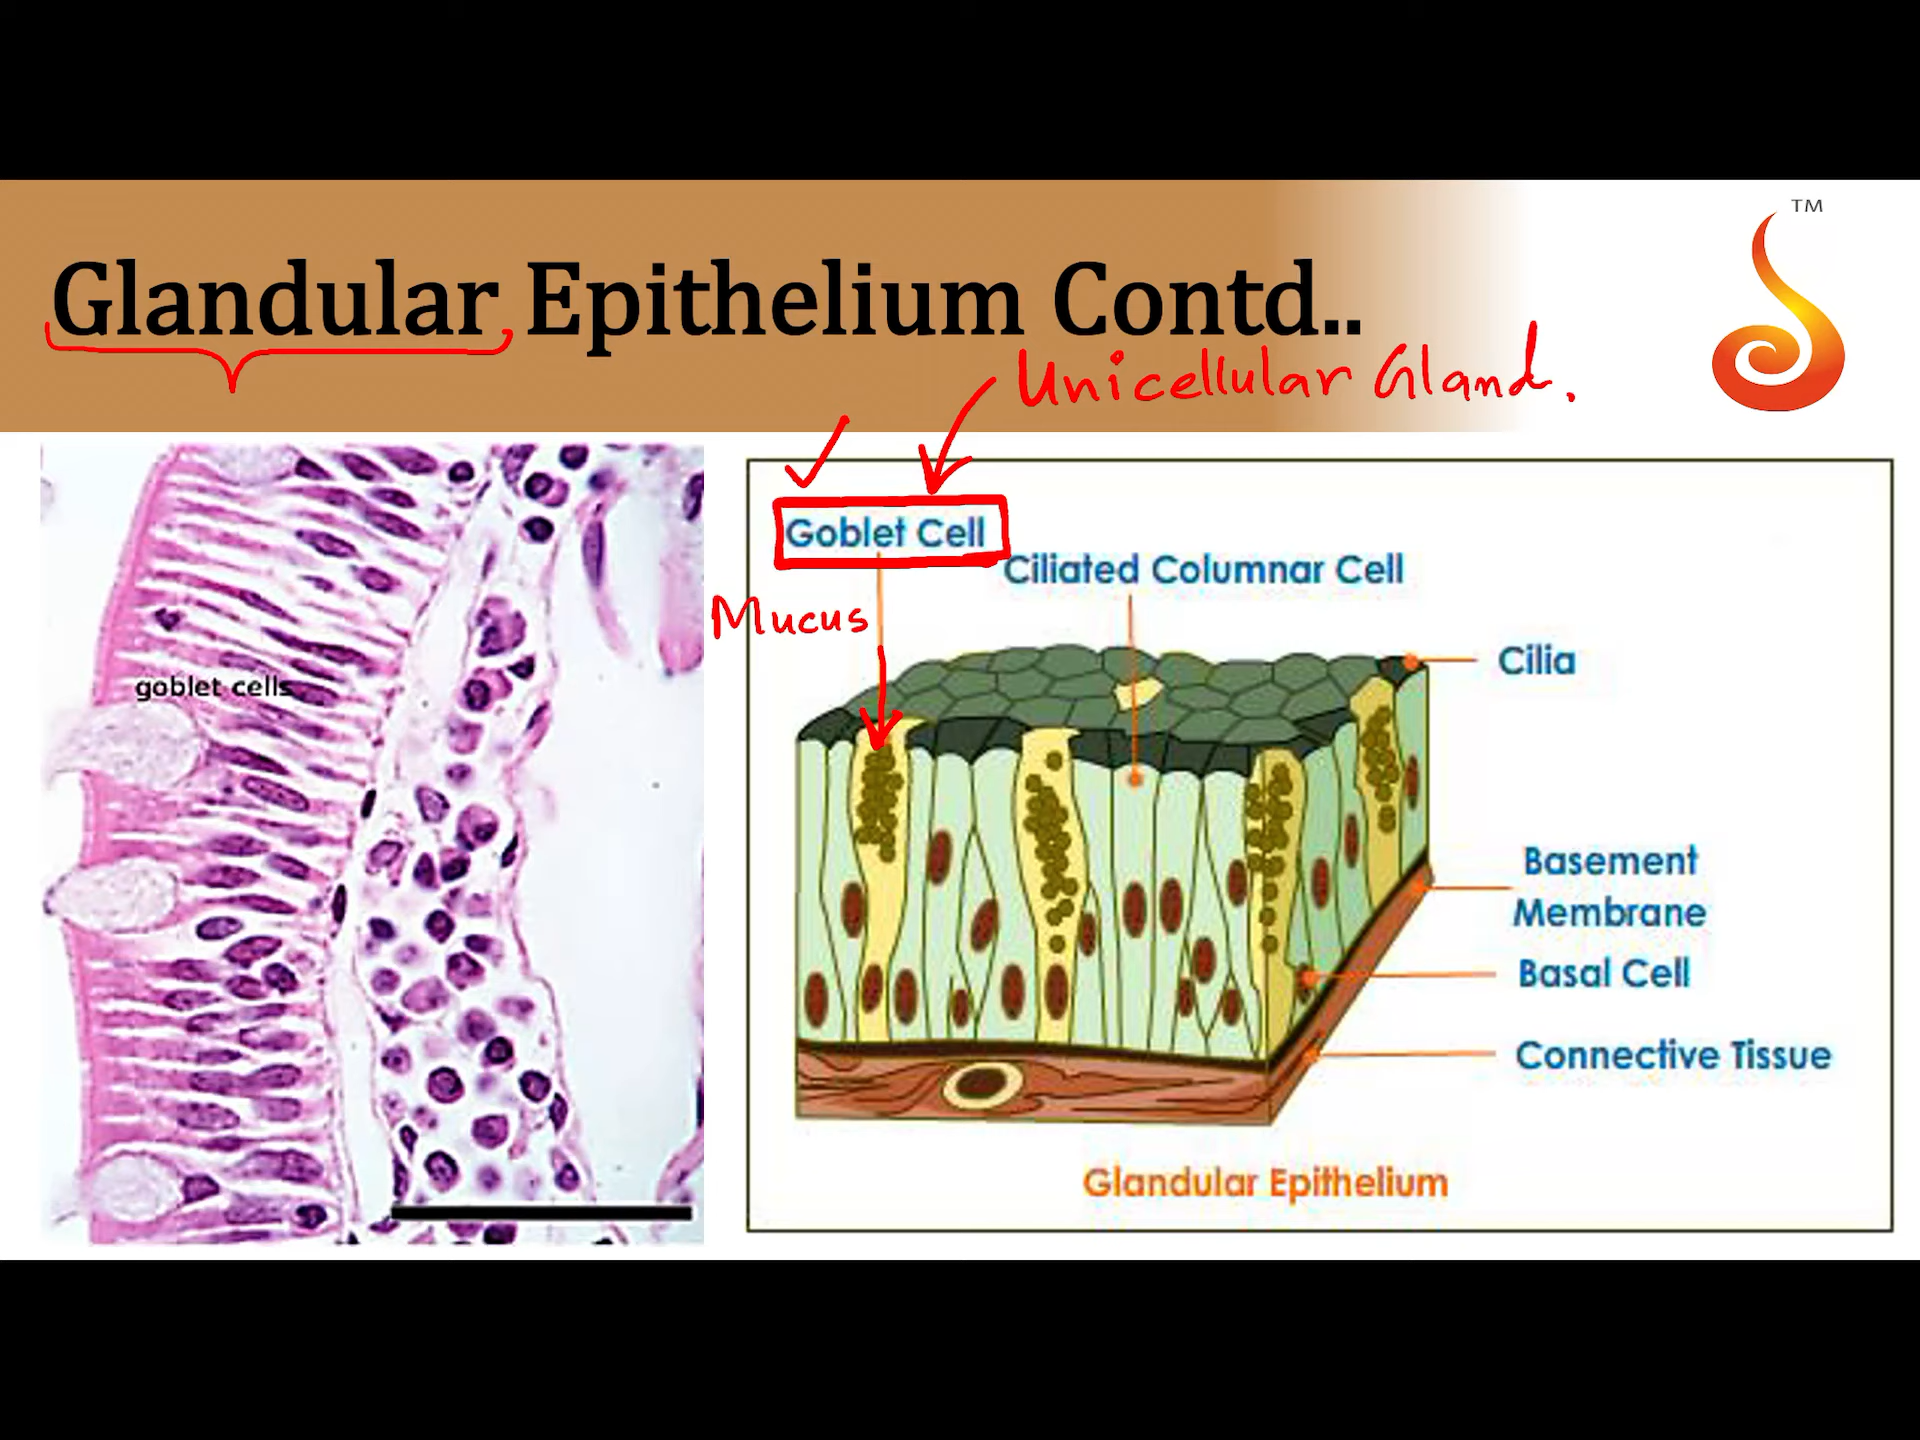 TM
Glandular Epithelium Contd..
Unicellular Gland.
Goblet Cell
Ciliated Columnar Cell
Mucus
Cilia
goblet cells
Basement
Membrane
Basal Cell
Connective Tissue
Glandular Epithelium